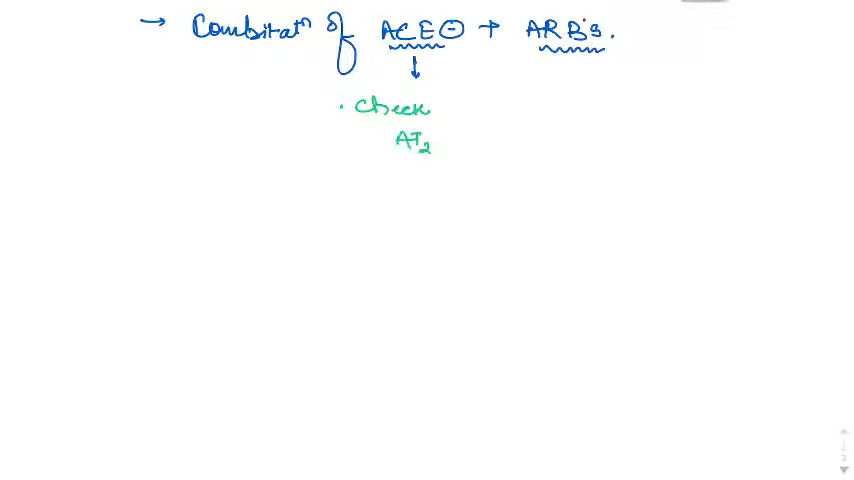 → Combinatⁿ of ACE⊖ + ARB's.
↓
. Check
AT₂